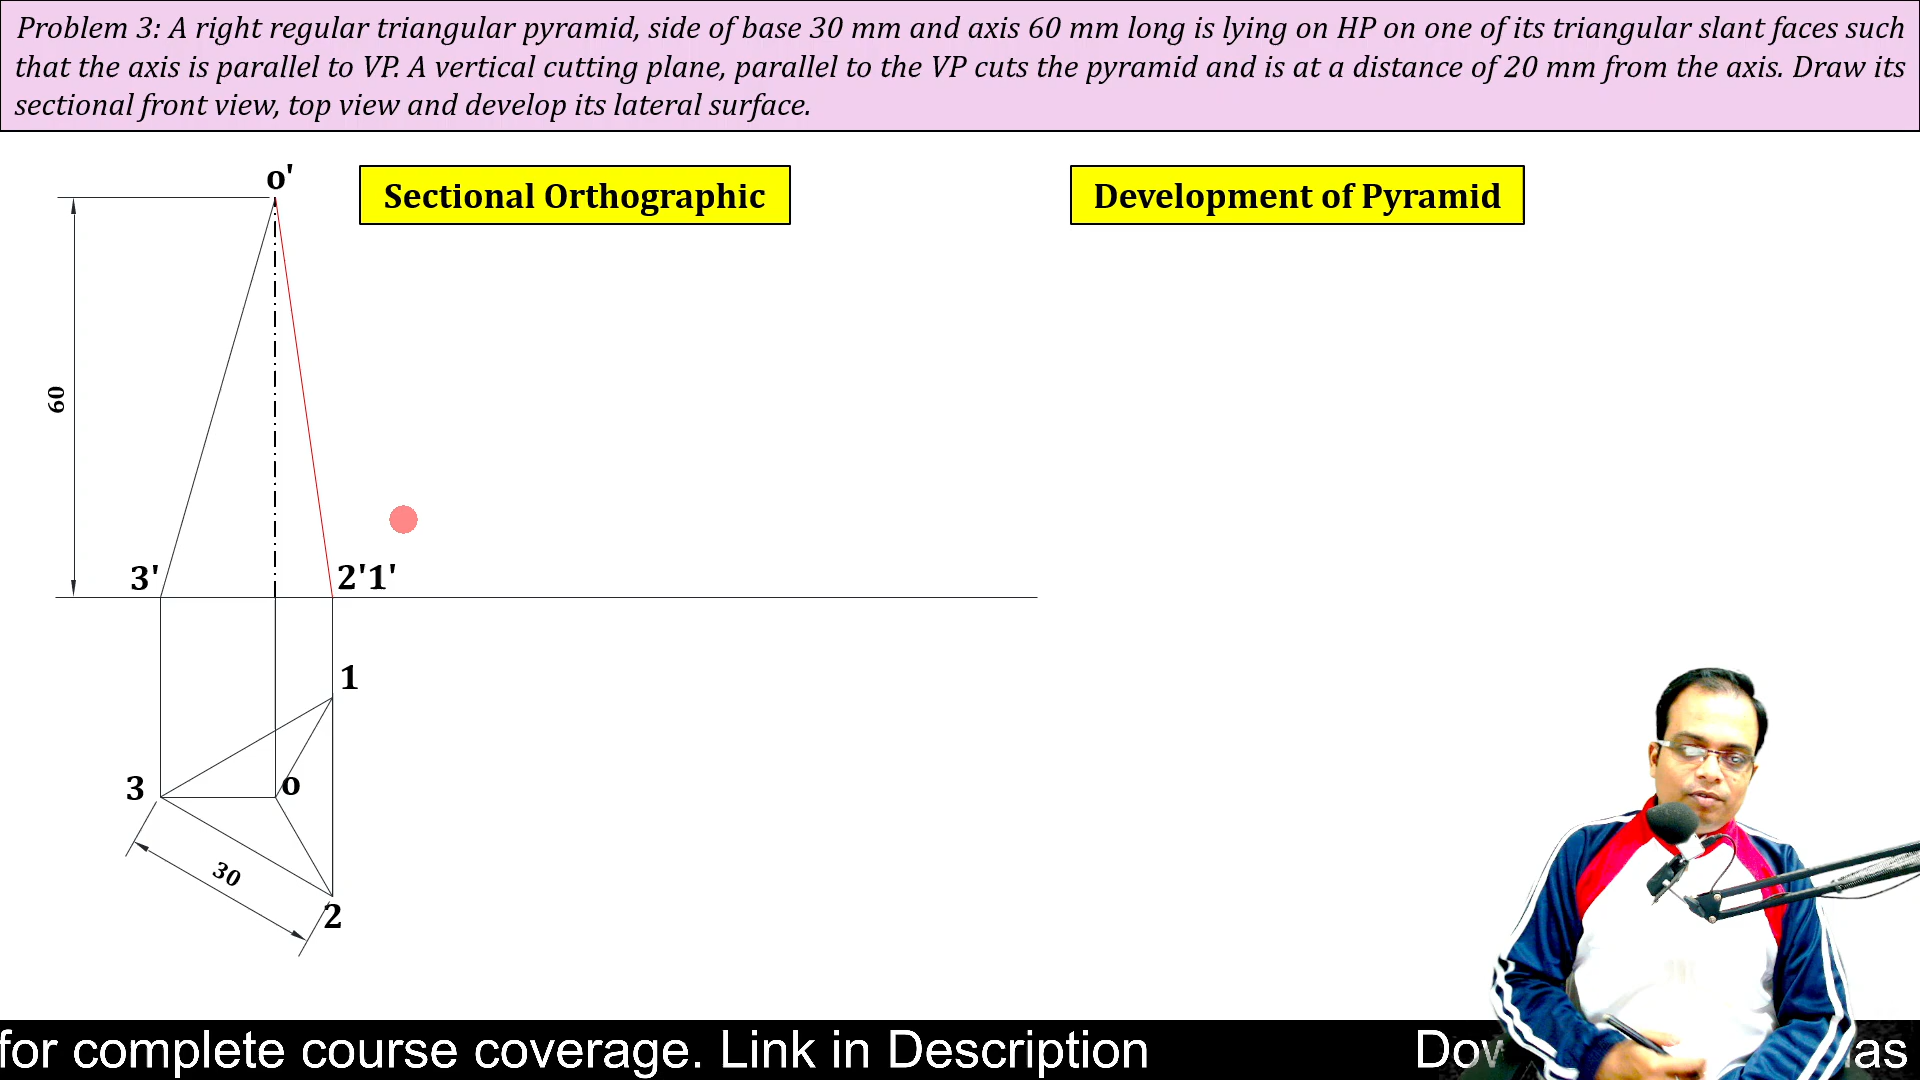 Problem 3: A right regular triangular pyramid, side of base 30 mm and axis 60 mm long is lying on HP on one of its triangular slant faces such
that the axis is parallel to VP. A vertical cutting plane, parallel to the VP cuts the pyramid and is at a distance of 20 mm from the axis. Draw its
sectional front view, top view and develop its lateral surface.
o'
Sectional Orthographic
Development of Pyramid
60
3'
2'1'
1
3
o
30
2
for complete course coverage. Link in Description